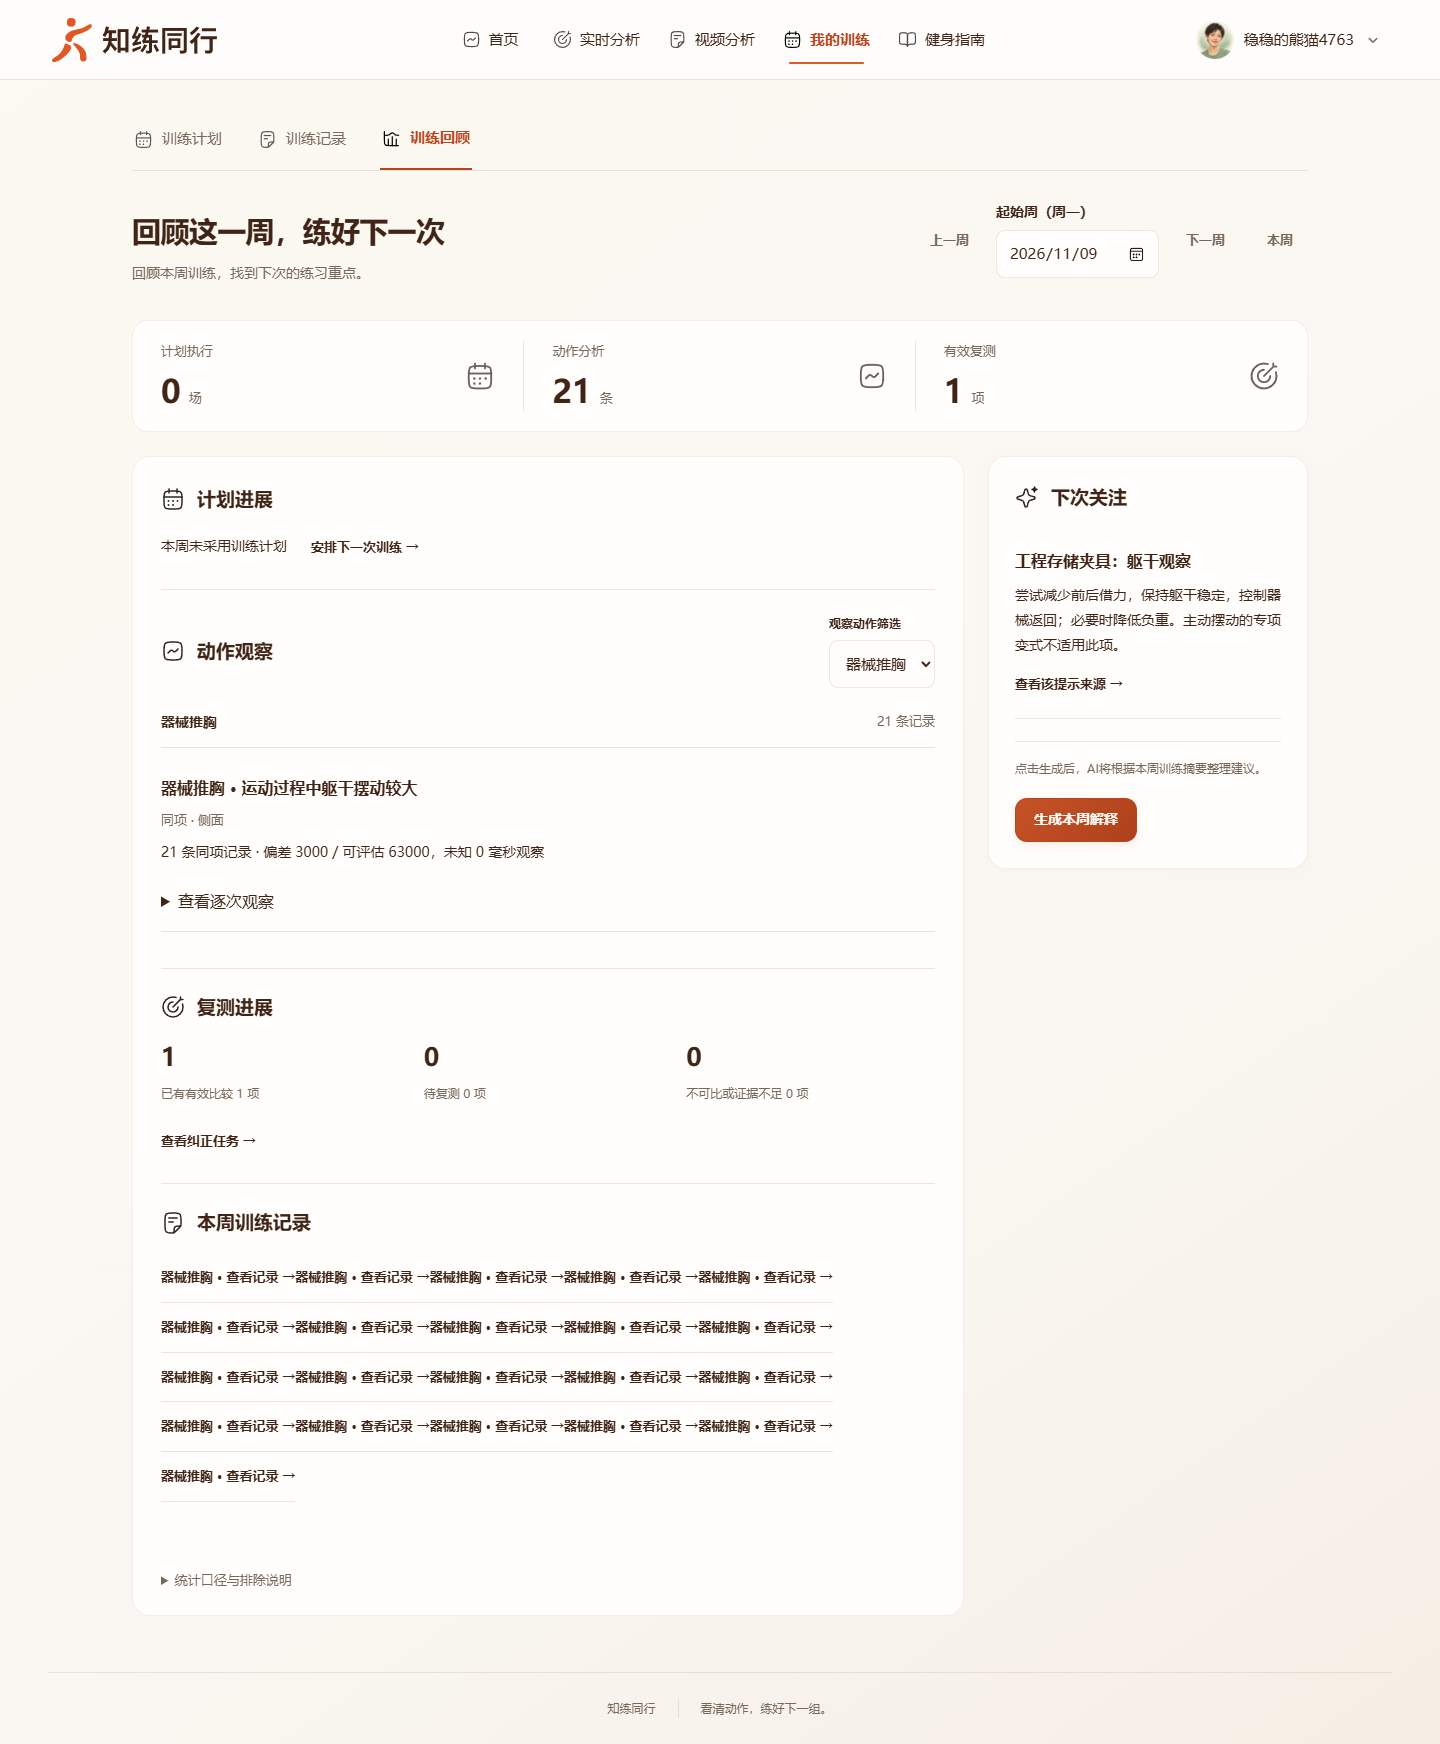 知练同行
首页
实时分析
视频分析
我的训练
健身指南
稳稳的熊猫4763
训练计划
训练记录
训练回顾
回顾这一周，练好下一次
回顾本周训练，找到下次的练习重点。
上一周
起始周（周一）
2026/11/09
下一周
本周
计划执行
0 场
动作分析
21 条
有效复测
1 项
计划进展
本周未采用训练计划
安排下一次训练 →
动作观察
观察动作筛选
器械推胸
器械推胸
21 条记录
器械推胸 • 运动过程中躯干摆动较大
同项 · 侧面
21 条同项记录 · 偏差 3000 / 可评估 63000，未知 0 毫秒观察
▶ 查看逐次观察
复测进展
1
已有有效比较 1 项
0
待复测 0 项
0
不可比或证据不足 0 项
查看纠正任务 →
本周训练记录
器械推胸 • 查看记录 →器械推胸 • 查看记录 →器械推胸 • 查看记录 →器械推胸 • 查看记录 →器械推胸 • 查看记录 →
器械推胸 • 查看记录 →器械推胸 • 查看记录 →器械推胸 • 查看记录 →器械推胸 • 查看记录 →器械推胸 • 查看记录 →
器械推胸 • 查看记录 →器械推胸 • 查看记录 →器械推胸 • 查看记录 →器械推胸 • 查看记录 →器械推胸 • 查看记录 →
器械推胸 • 查看记录 →器械推胸 • 查看记录 →器械推胸 • 查看记录 →器械推胸 • 查看记录 →器械推胸 • 查看记录 →
器械推胸 • 查看记录 →
▶ 统计口径与排除说明
下次关注
工程存储夹具：躯干观察
尝试减少前后借力，保持躯干稳定，控制器
械返回；必要时降低负重。主动摆动的专项
变式不适用此项。
查看该提示来源 →
点击生成后，AI将根据本周训练摘要整理建议。
生成本周解释
知练同行
看清动作，练好下一组。